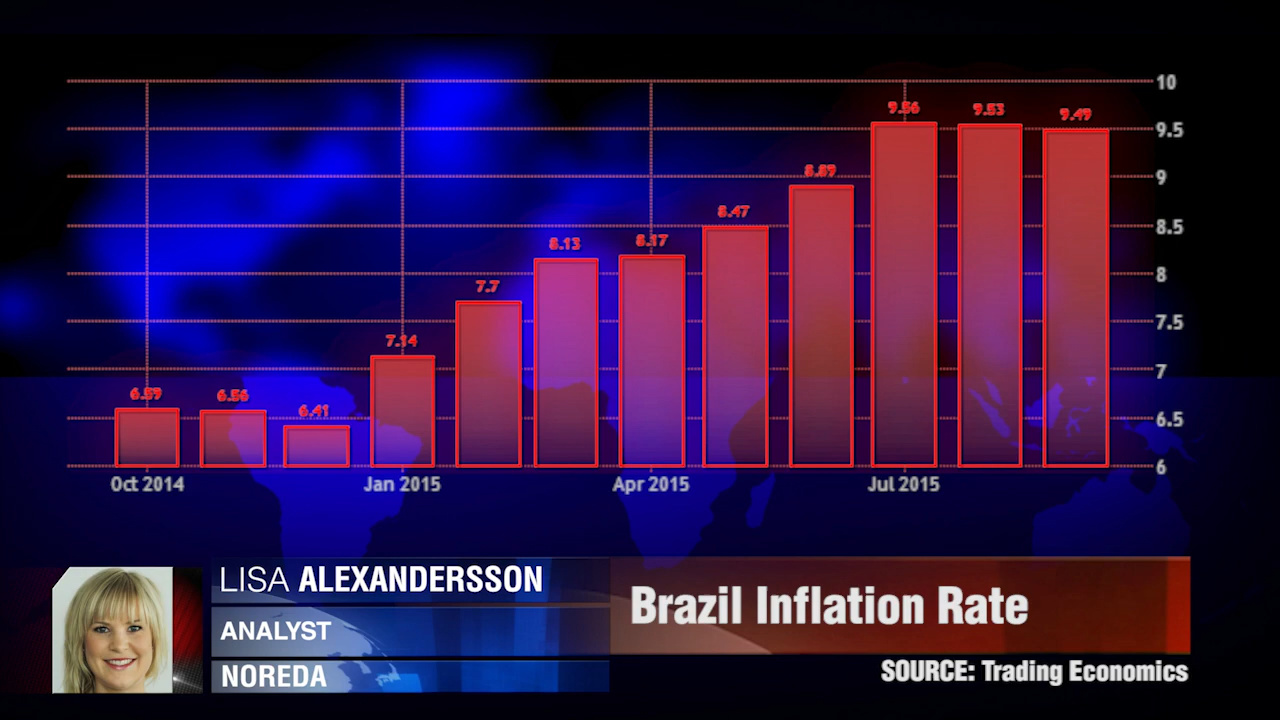 10
9.56
9.53
9.49
9.5
9
8.89
8.47
8.5
8.13
8.17
8
7.7
7.5
7.14
7
6.59
6.56
6.41
6.5
6
Oct 2014
Jan 2015
Apr 2015
Jul 2015
LISA ALEXANDERSSON
ANALYST
NOREDA
Brazil Inflation Rate
SOURCE: Trading Economics